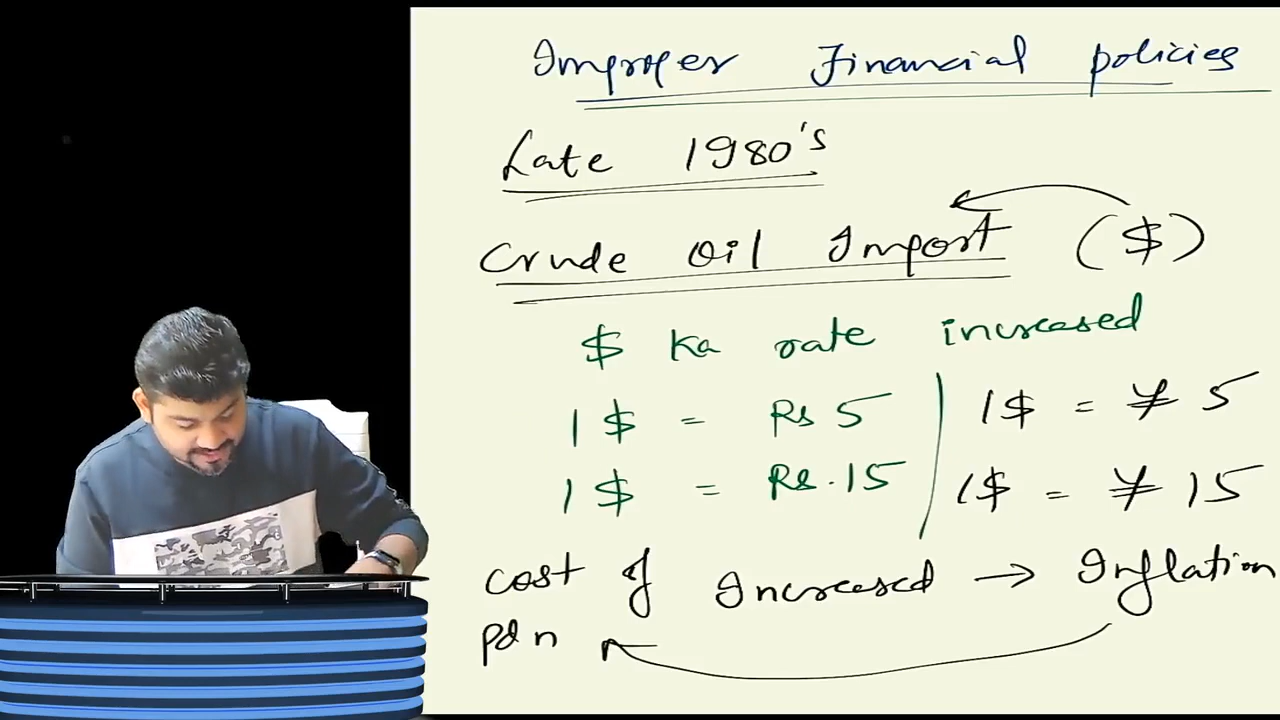 Improper Financial policies
Late 1980's
Crude Oil Import ($)
$ ka rate increased
1$ = Rs 5
1$ = Rs.15
1$ = ¥ 5
1$ = ¥ 15
cost of Increased → Inflation
pdn